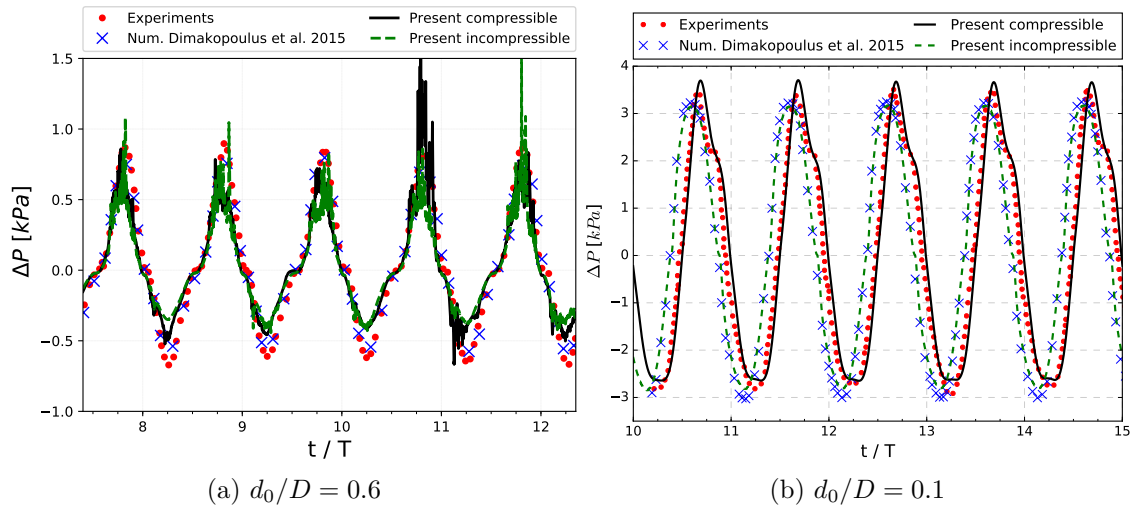 Experiments
Num. Dimakopoulus et al. 2015
Present compressible
Present incompressible
1.5
1.0
0.5
0.0
−0.5
−1.0
ΔP [kPa]
8
9
10
11
12
t / T
(a) d₀/D = 0.6
Experiments
Num. Dimakopoulus et al. 2015
Present compressible
Present incompressible
4
3
2
1
0
−1
−2
−3
ΔP [kPa]
10
11
12
13
14
15
t / T
(b) d₀/D = 0.1